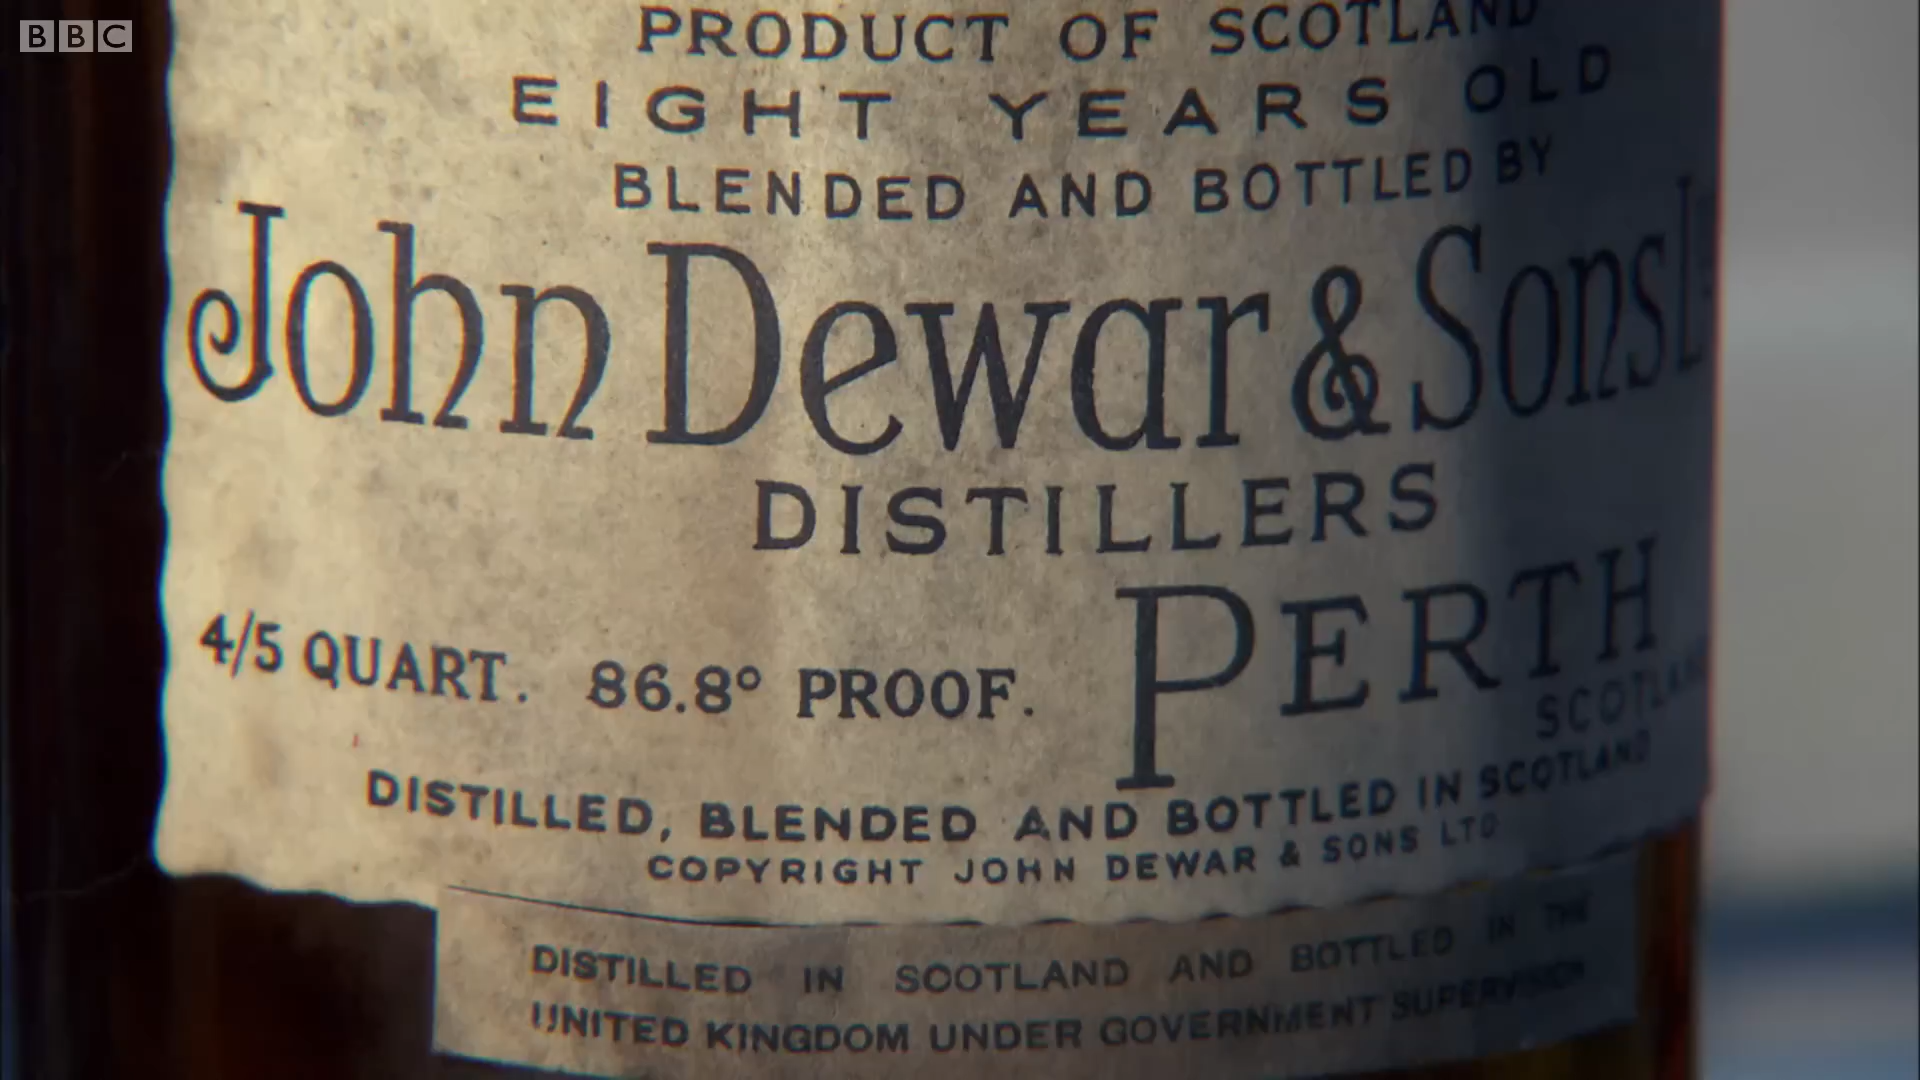 BBC
PRODUCT OF SCOTLAND
EIGHT YEARS OLD
BLENDED AND BOTTLED BY
John Dewar & Sons
DISTILLERS
PERTH
SCOTLAND
4/5 QUART. 86.8° PROOF.
DISTILLED, BLENDED AND BOTTLED IN SCOTLAND
COPYRIGHT JOHN DEWAR & SONS LTD
DISTILLED IN SCOTLAND AND BOTTLED IN THE
UNITED KINGDOM UNDER GOVERNMENT SUPERVISION